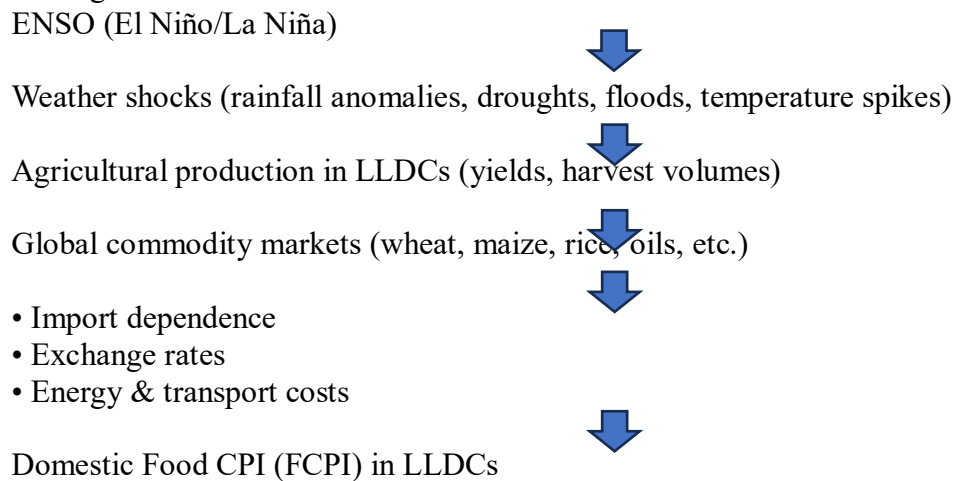 ENSO (El Niño/La Niña)
Weather shocks (rainfall anomalies, droughts, floods, temperature spikes)
Agricultural production in LLDCs (yields, harvest volumes)
Global commodity markets (wheat, maize, rice, oils, etc.)
• Import dependence
• Exchange rates
• Energy & transport costs
Domestic Food CPI (FCPI) in LLDCs